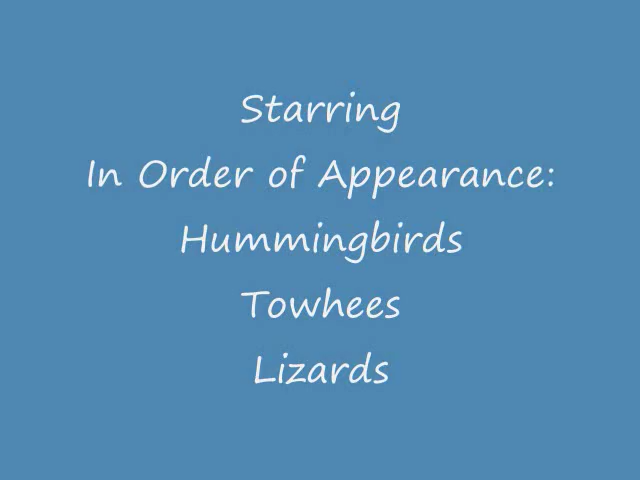 Starring
In Order of Appearance:
Hummingbirds
Towhees
Lizards